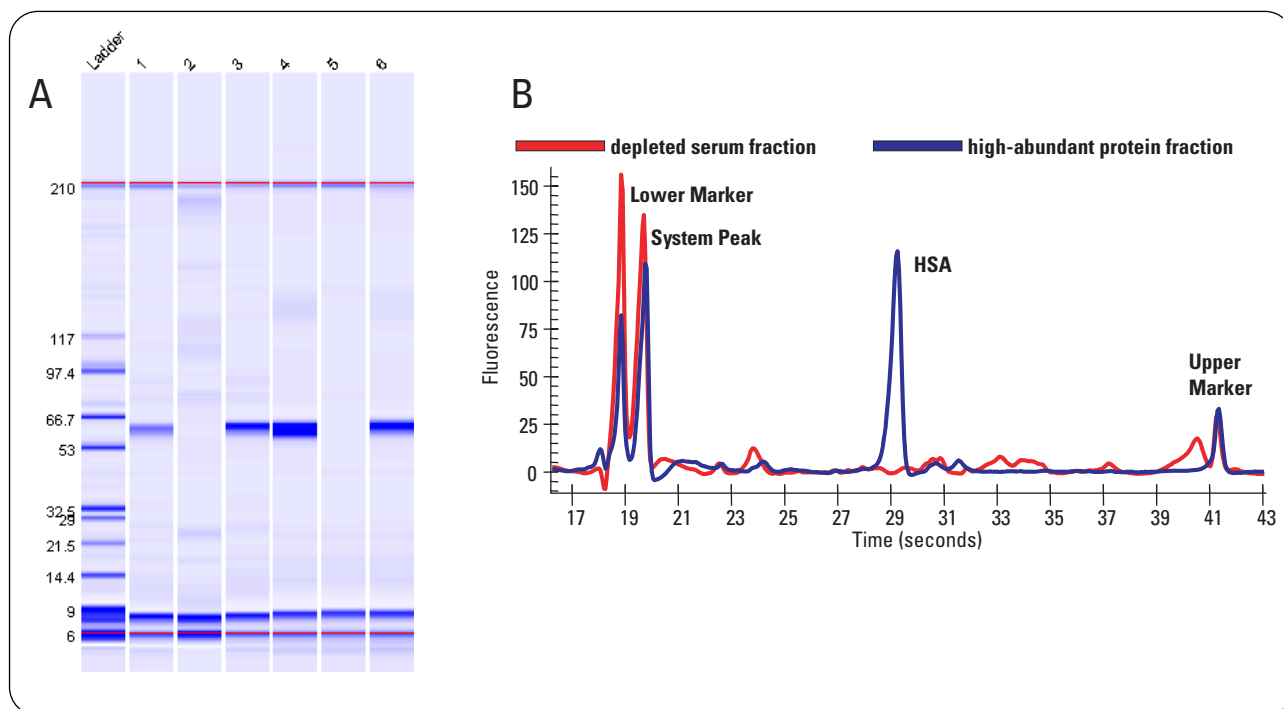 A
Ladder 1 2 3 4 5 6
210
117
97.4
66.7
53
32.5
29
21.5
14.4
9
6
B
depleted serum fraction high-abundant protein fraction
Fluorescence
150
125
100
75
50
25
0
Lower Marker
System Peak
HSA
Upper
Marker
17 19 21 23 25 27 29 31 33 35 37 39 41 43
Time (seconds)